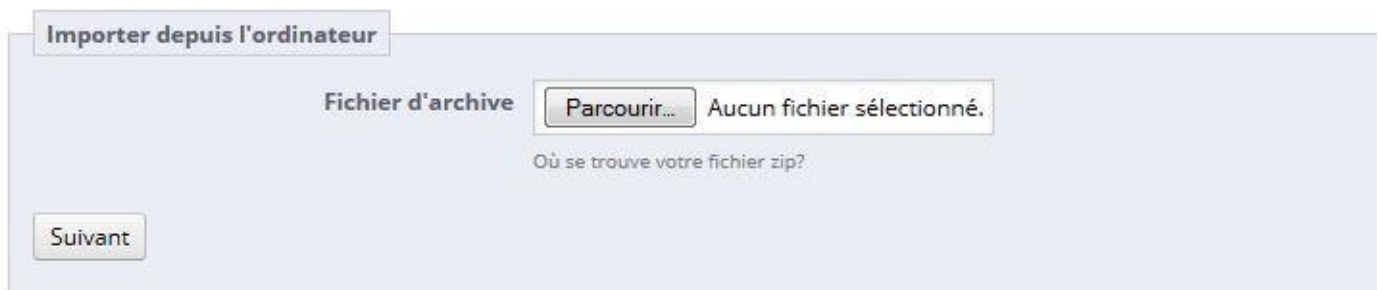 Importer depuis l'ordinateur
Fichier d'archive Parcourir... Aucun fichier sélectionné.
Où se trouve votre fichier zip?
Suivant